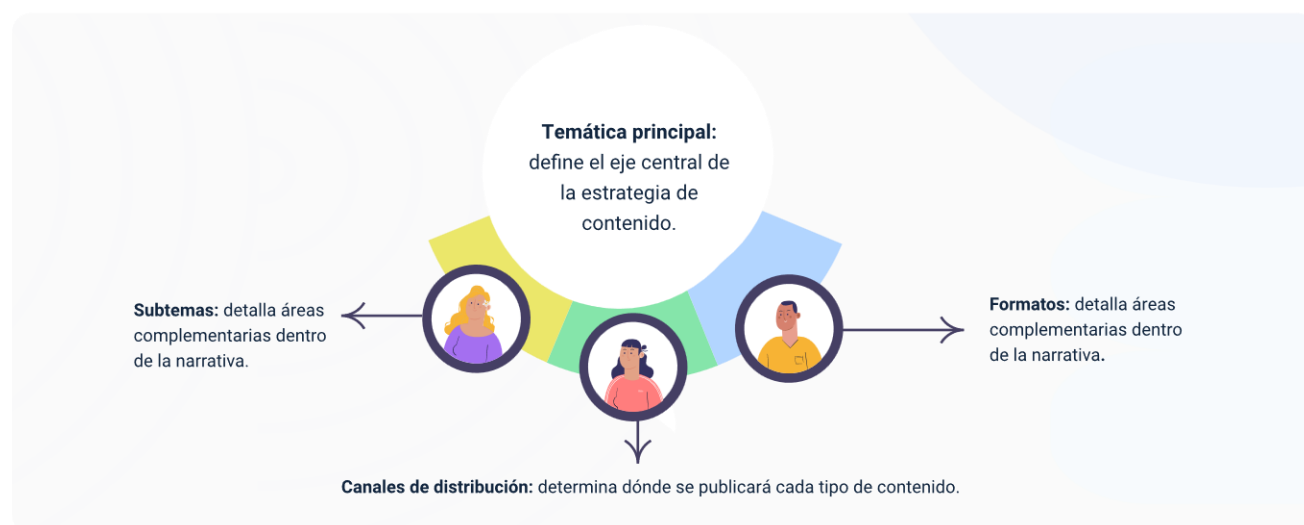 Temática principal:
define el eje central de
la estrategia de
contenido.
Subtemas: detalla áreas
complementarias dentro
de la narrativa.
Formatos: detalla áreas
complementarias dentro
de la narrativa.
Canales de distribución: determina dónde se publicará cada tipo de contenido.